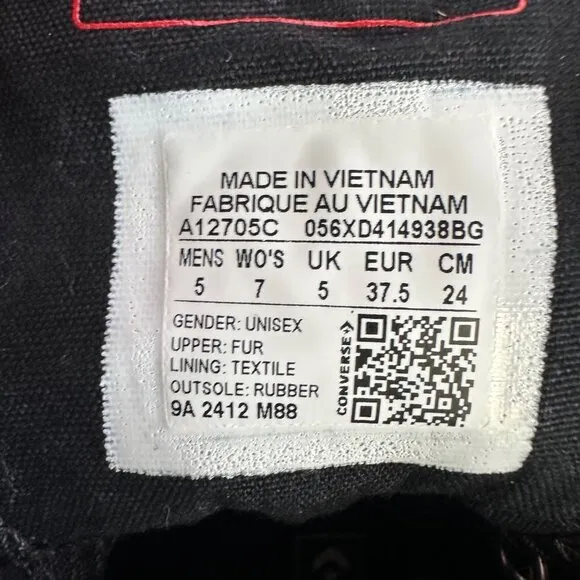 MADE IN VIETNAM
FABRIQUE AU VIETNAM
A12705C 056XD414938BG
MENS WO'S UK EUR CM
5 7 5 37.5 24
GENDER: UNISEX
UPPER: FUR
LINING: TEXTILE
OUTSOLE: RUBBER
9A 2412 M88
CONVERSE